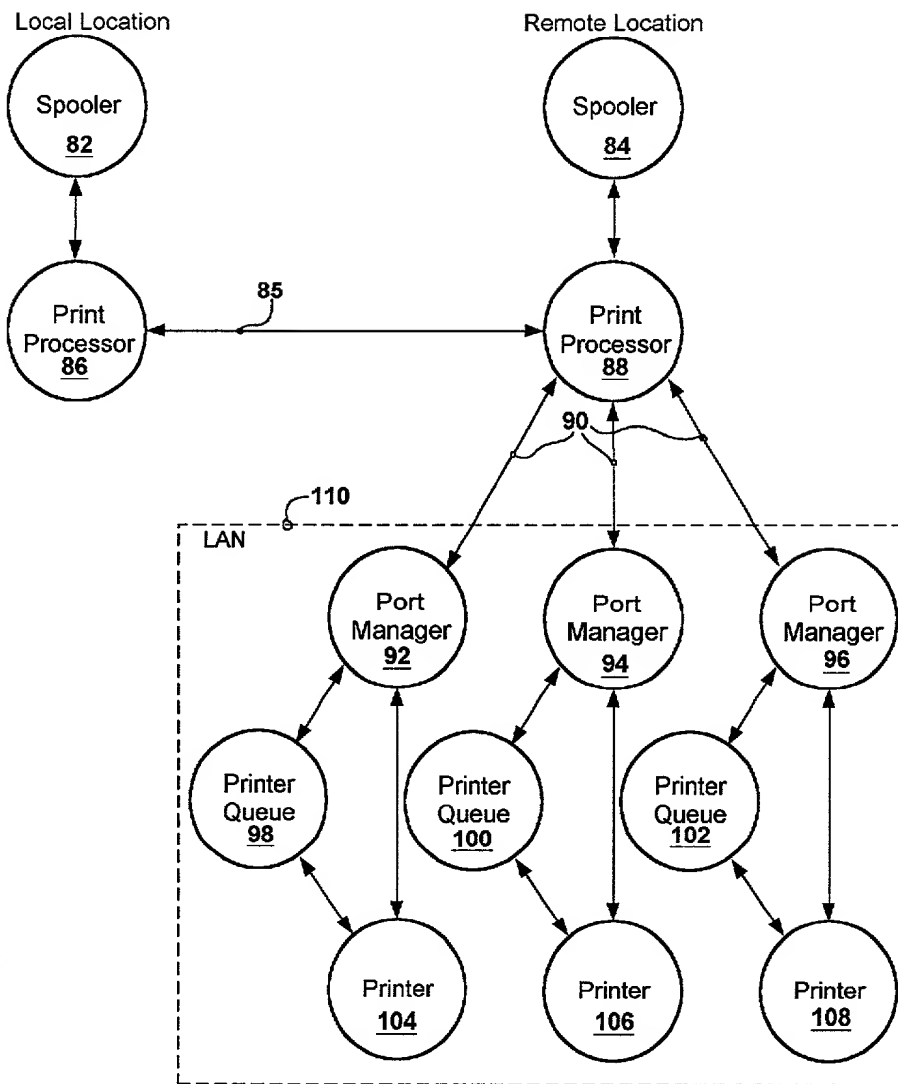 Local Location
Remote Location
Spooler
82
Spooler
84
85
Print
Processor
86
Print
Processor
88
90
110
LAN
Port
Manager
92
Port
Manager
94
Port
Manager
96
Printer
Queue
98
Printer
Queue
100
Printer
Queue
102
Printer
104
Printer
106
Printer
108